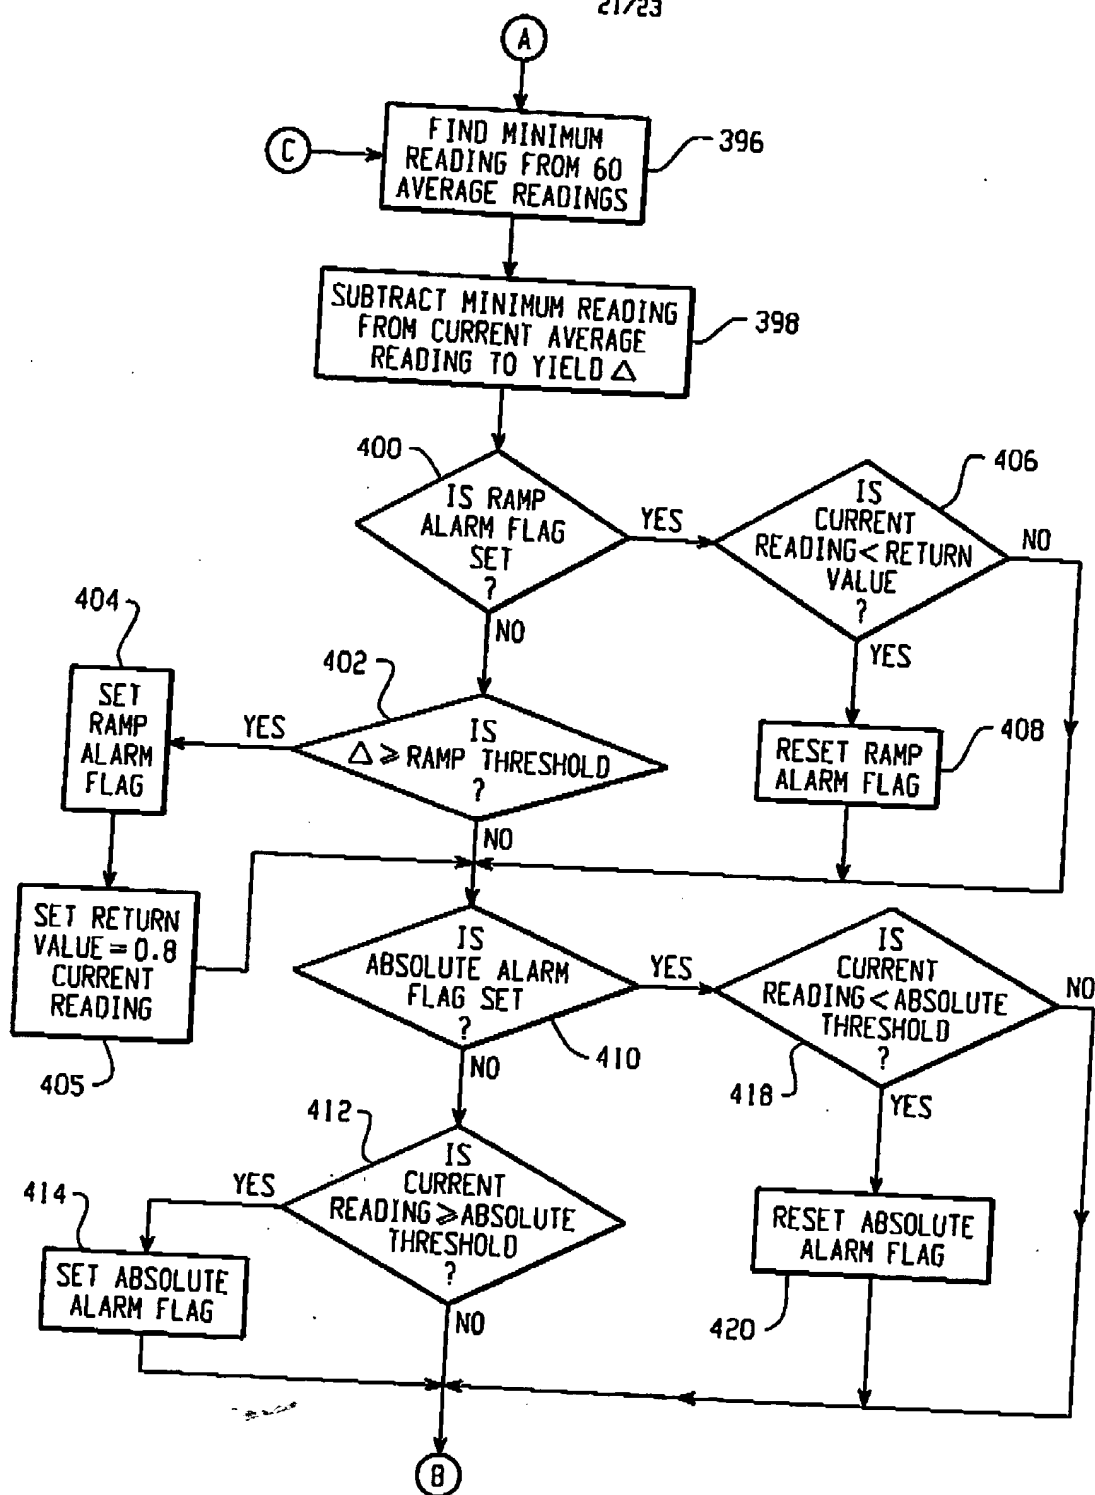 21/23
A
C
FIND MINIMUM
READING FROM 60
AVERAGE READINGS
396
SUBTRACT MINIMUM READING
FROM CURRENT AVERAGE
READING TO YIELD Δ
398
400
IS RAMP
ALARM FLAG
SET
?
YES
NO
406
IS
CURRENT
READING < RETURN
VALUE
?
NO
YES
404
SET
RAMP
ALARM
FLAG
402
YES
IS
Δ ⩾ RAMP THRESHOLD
?
NO
RESET RAMP
ALARM FLAG
408
SET RETURN
VALUE = 0.8
CURRENT
READING
405
IS
ABSOLUTE ALARM
FLAG SET
?
YES
410
NO
IS
CURRENT
READING < ABSOLUTE
THRESHOLD
?
NO
418
YES
412
IS
CURRENT
READING ⩾ ABSOLUTE
THRESHOLD
?
YES
NO
414
SET ABSOLUTE
ALARM FLAG
RESET ABSOLUTE
ALARM FLAG
420
B